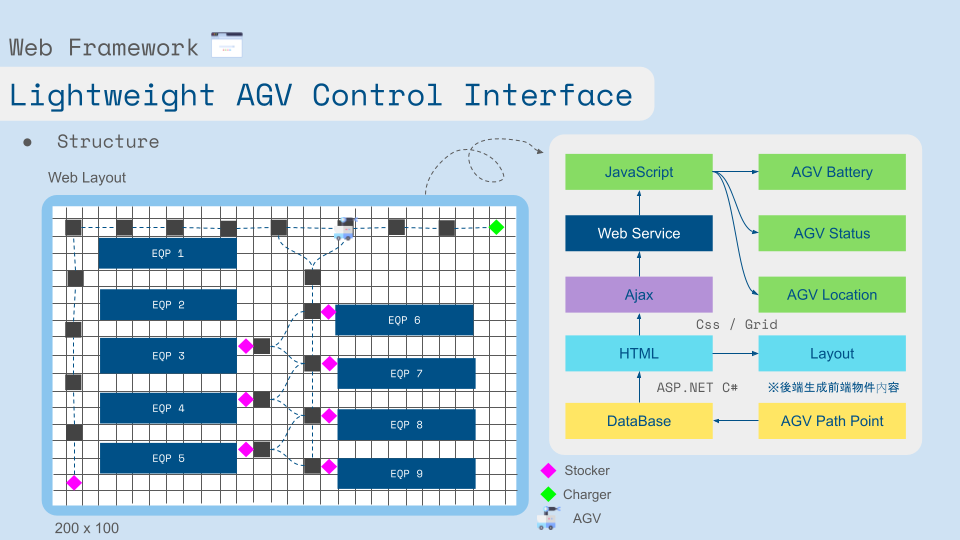 Web Framework
Lightweight AGV Control Interface
● Structure
Web Layout
EQP 1
EQP 2
EQP 3
EQP 4
EQP 5
EQP 6
EQP 7
EQP 8
EQP 9
200 x 100
JavaScript
AGV Battery
Web Service
AGV Status
Ajax
AGV Location
Css / Grid
HTML
Layout
ASP.NET C#
※後端生成前端物件內容
DataBase
AGV Path Point
Stocker
Charger
AGV